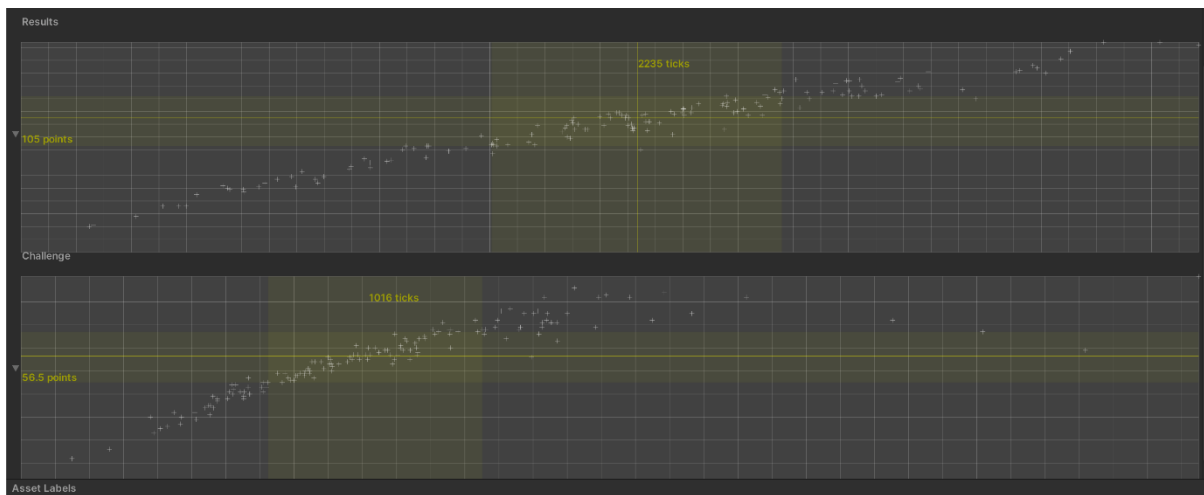 Results
2235 ticks
105 points
Challenge
1016 ticks
56.5 points
Asset Labels